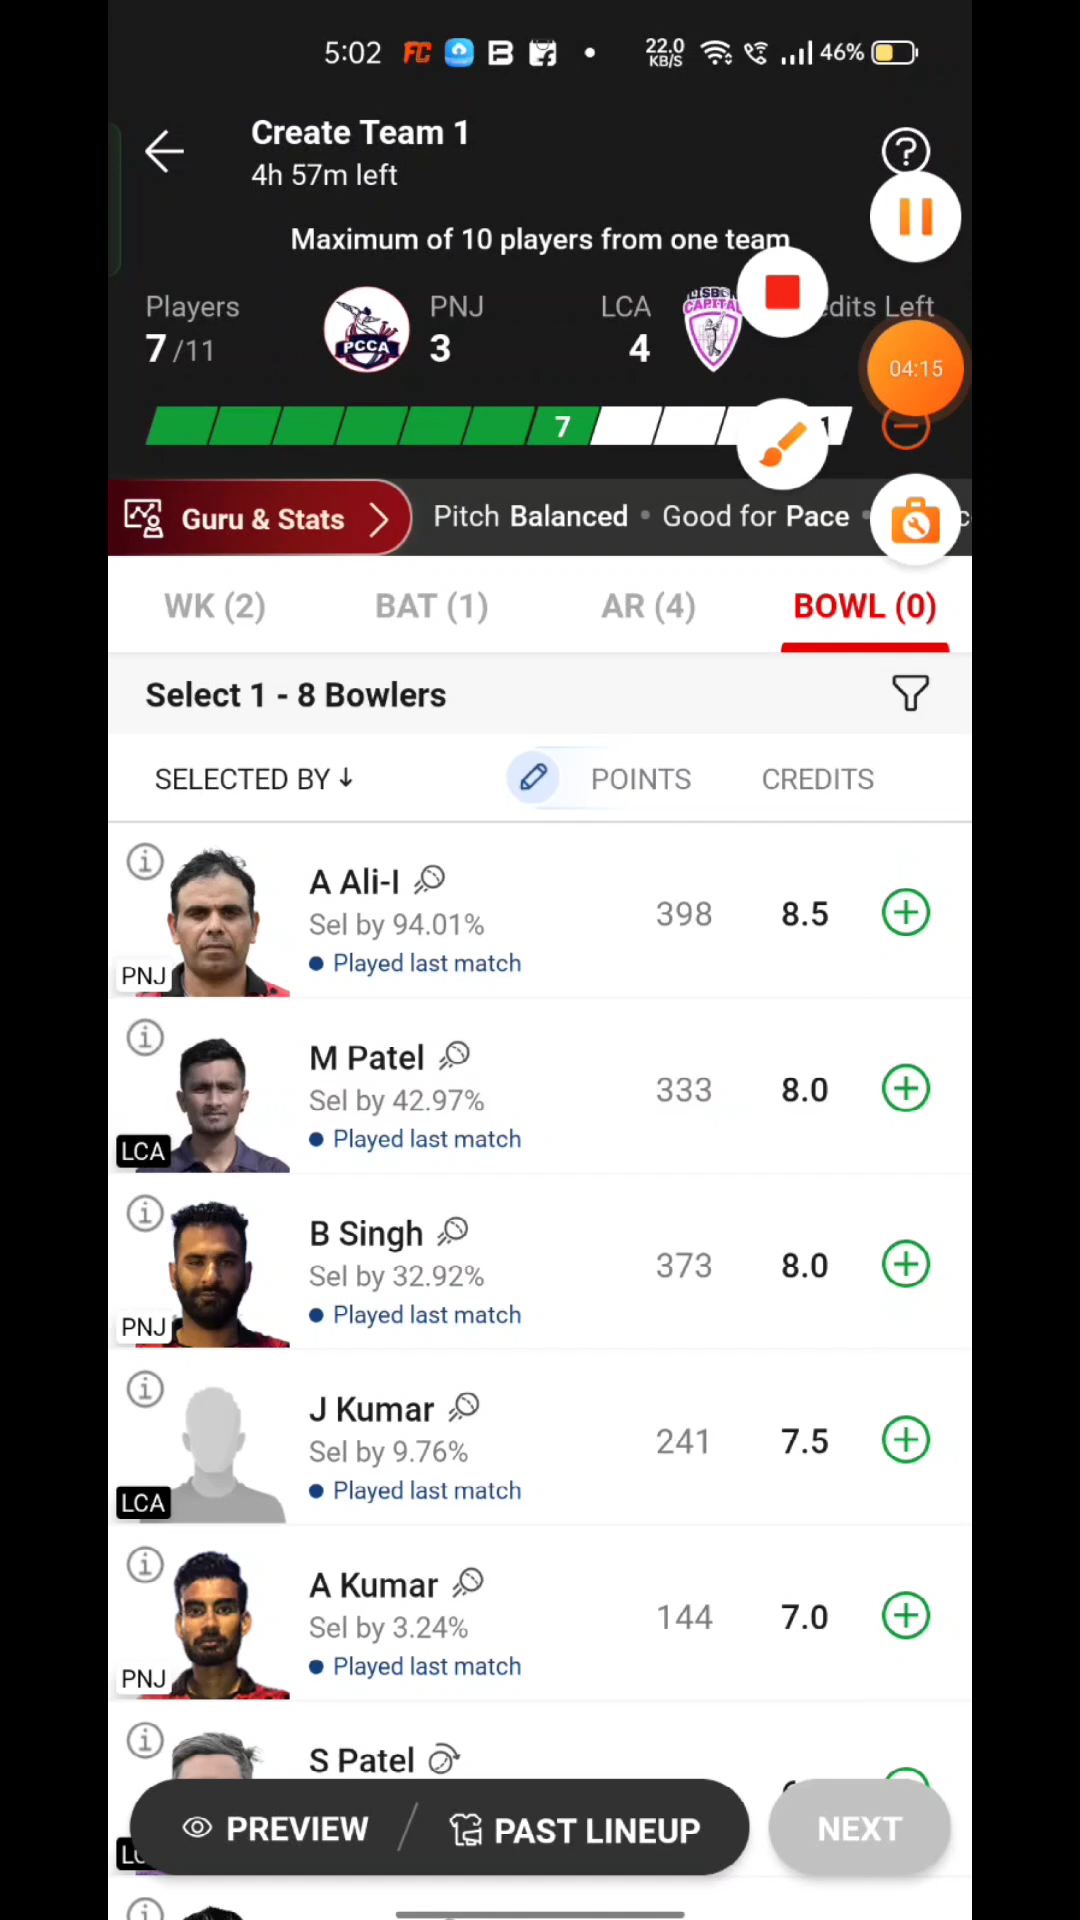 5:02 FC B 22.0 KB/S 46%
Create Team 1
4h 57m left
Maximum of 10 players from one team
Players PNJ LCA dits Left
7/11 PCCA 3 4 CAPITAL
04:15
7
Guru & Stats Pitch Balanced • Good for Pace •
WK (2) BAT (1) AR (4) BOWL (0)
Select 1 - 8 Bowlers
SELECTED BY ↓ POINTS CREDITS
A Ali-I
Sel by 94.01% 398 8.5
Played last match
PNJ
M Patel
Sel by 42.97% 333 8.0
Played last match
LCA
B Singh
Sel by 32.92% 373 8.0
Played last match
PNJ
J Kumar
Sel by 9.76% 241 7.5
Played last match
LCA
A Kumar
Sel by 3.24% 144 7.0
Played last match
PNJ
S Patel
PREVIEW / PAST LINEUP NEXT